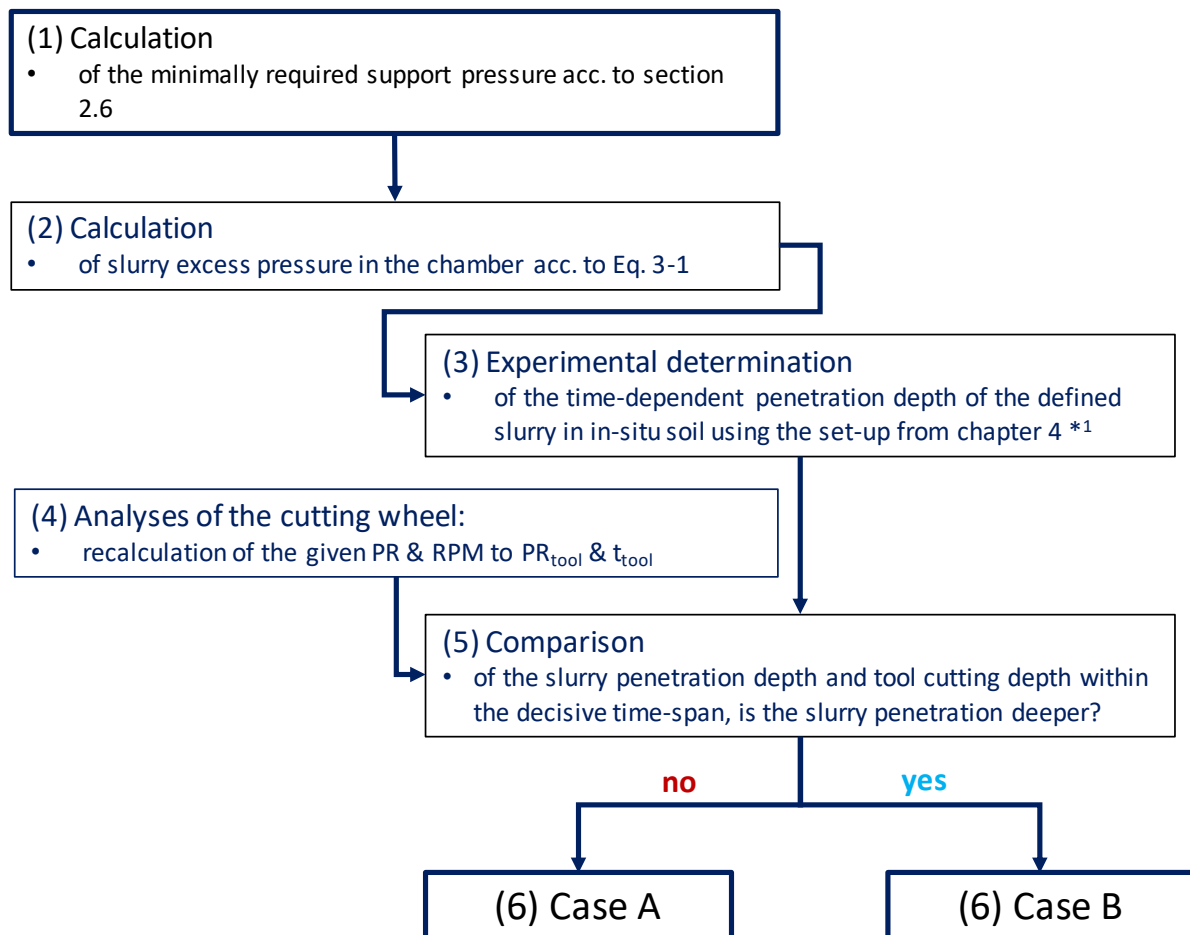 (1) Calculation
• of the minimally required support pressure acc. to section
2.6
(2) Calculation
• of slurry excess pressure in the chamber acc. to Eq. 3-1
(3) Experimental determination
• of the time-dependent penetration depth of the defined
slurry in in-situ soil using the set-up from chapter 4 *1
(4) Analyses of the cutting wheel:
• recalculation of the given PR & RPM to PRtool & ttool
(5) Comparison
• of the slurry penetration depth and tool cutting depth within
the decisive time-span, is the slurry penetration deeper?
no
yes
(6) Case A
(6) Case B